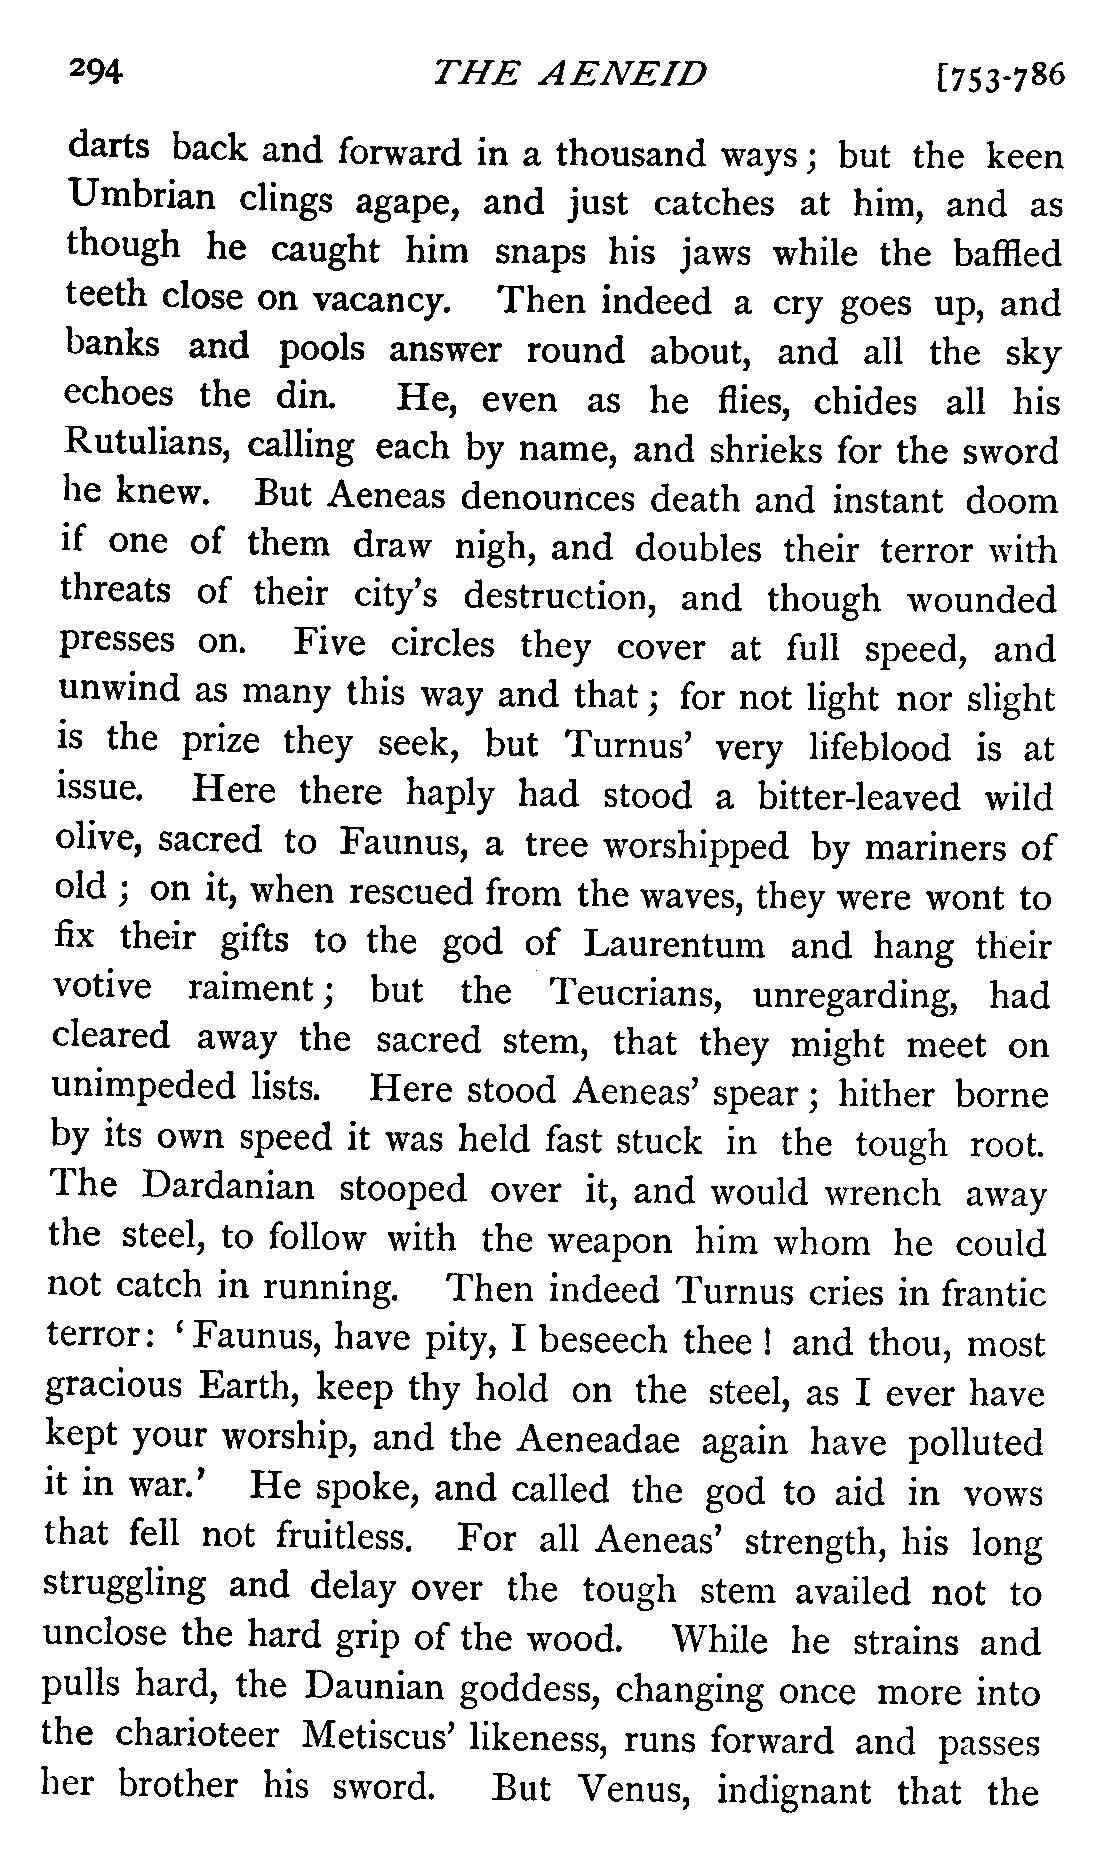 294 THE AENEID [753-786
darts back and forward in a thousand ways ; but the keen
Umbrian clings agape, and just catches at him, and as
though he caught him snaps his jaws while the baffled
teeth close on vacancy. Then indeed a cry goes up, and
banks and pools answer round about, and all the sky
echoes the din. He, even as he flies, chides all his
Rutulians, calling each by name, and shrieks for the sword
he knew. But Aeneas denounces death and instant doom
if one of them draw nigh, and doubles their terror with
threats of their city's destruction, and though wounded
presses on. Five circles they cover at full speed, and
unwind as many this way and that ; for not light nor slight
is the prize they seek, but Turnus' very lifeblood is at
issue. Here there haply had stood a bitter-leaved wild
olive, sacred to Faunus, a tree worshipped by mariners of
old ; on it, when rescued from the waves, they were wont to
fix their gifts to the god of Laurentum and hang their
votive raiment ; but the Teucrians, unregarding, had
cleared away the sacred stem, that they might meet on
unimpeded lists. Here stood Aeneas' spear ; hither borne
by its own speed it was held fast stuck in the tough root.
The Dardanian stooped over it, and would wrench away
the steel, to follow with the weapon him whom he could
not catch in running. Then indeed Turnus cries in frantic
terror: ' Faunus, have pity, I beseech thee ! and thou, most
gracious Earth, keep thy hold on the steel, as I ever have
kept your worship, and the Aeneadae again have polluted
it in war.' He spoke, and called the god to aid in vows
that fell not fruitless. For all Aeneas' strength, his long
struggling and delay over the tough stem availed not to
unclose the hard grip of the wood. While he strains and
pulls hard, the Daunian goddess, changing once more into
the charioteer Metiscus' likeness, runs forward and passes
her brother his sword. But Venus, indignant that the